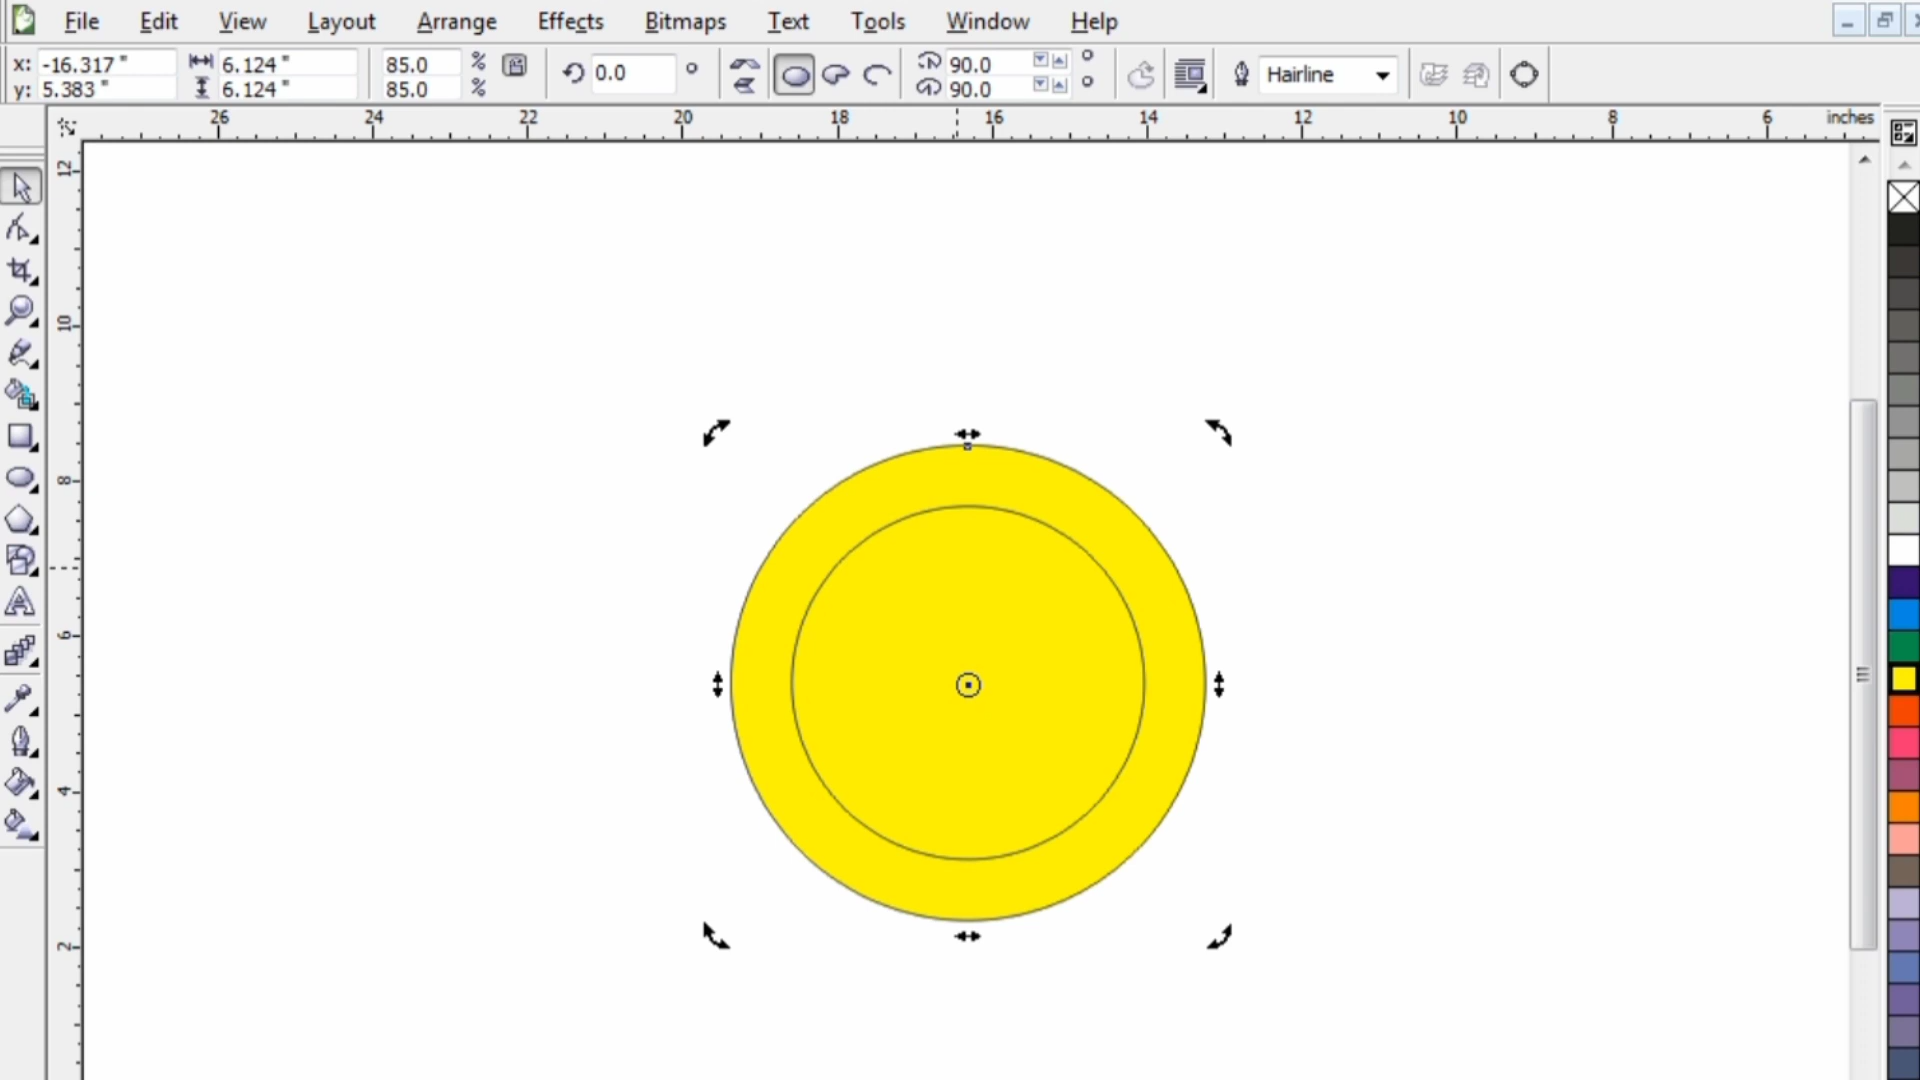 File Edit View Layout Arrange Effects Bitmaps Text Tools Window Help
x: -16.317 " 6.124 " 85.0 % 0.0 ° 90.0 ° Hairline
y: 5.383 " 6.124 " 85.0 % 90.0 °
26 24 22 20 18 16 14 12 10 8 6 inches
12
10
8
6
4
2